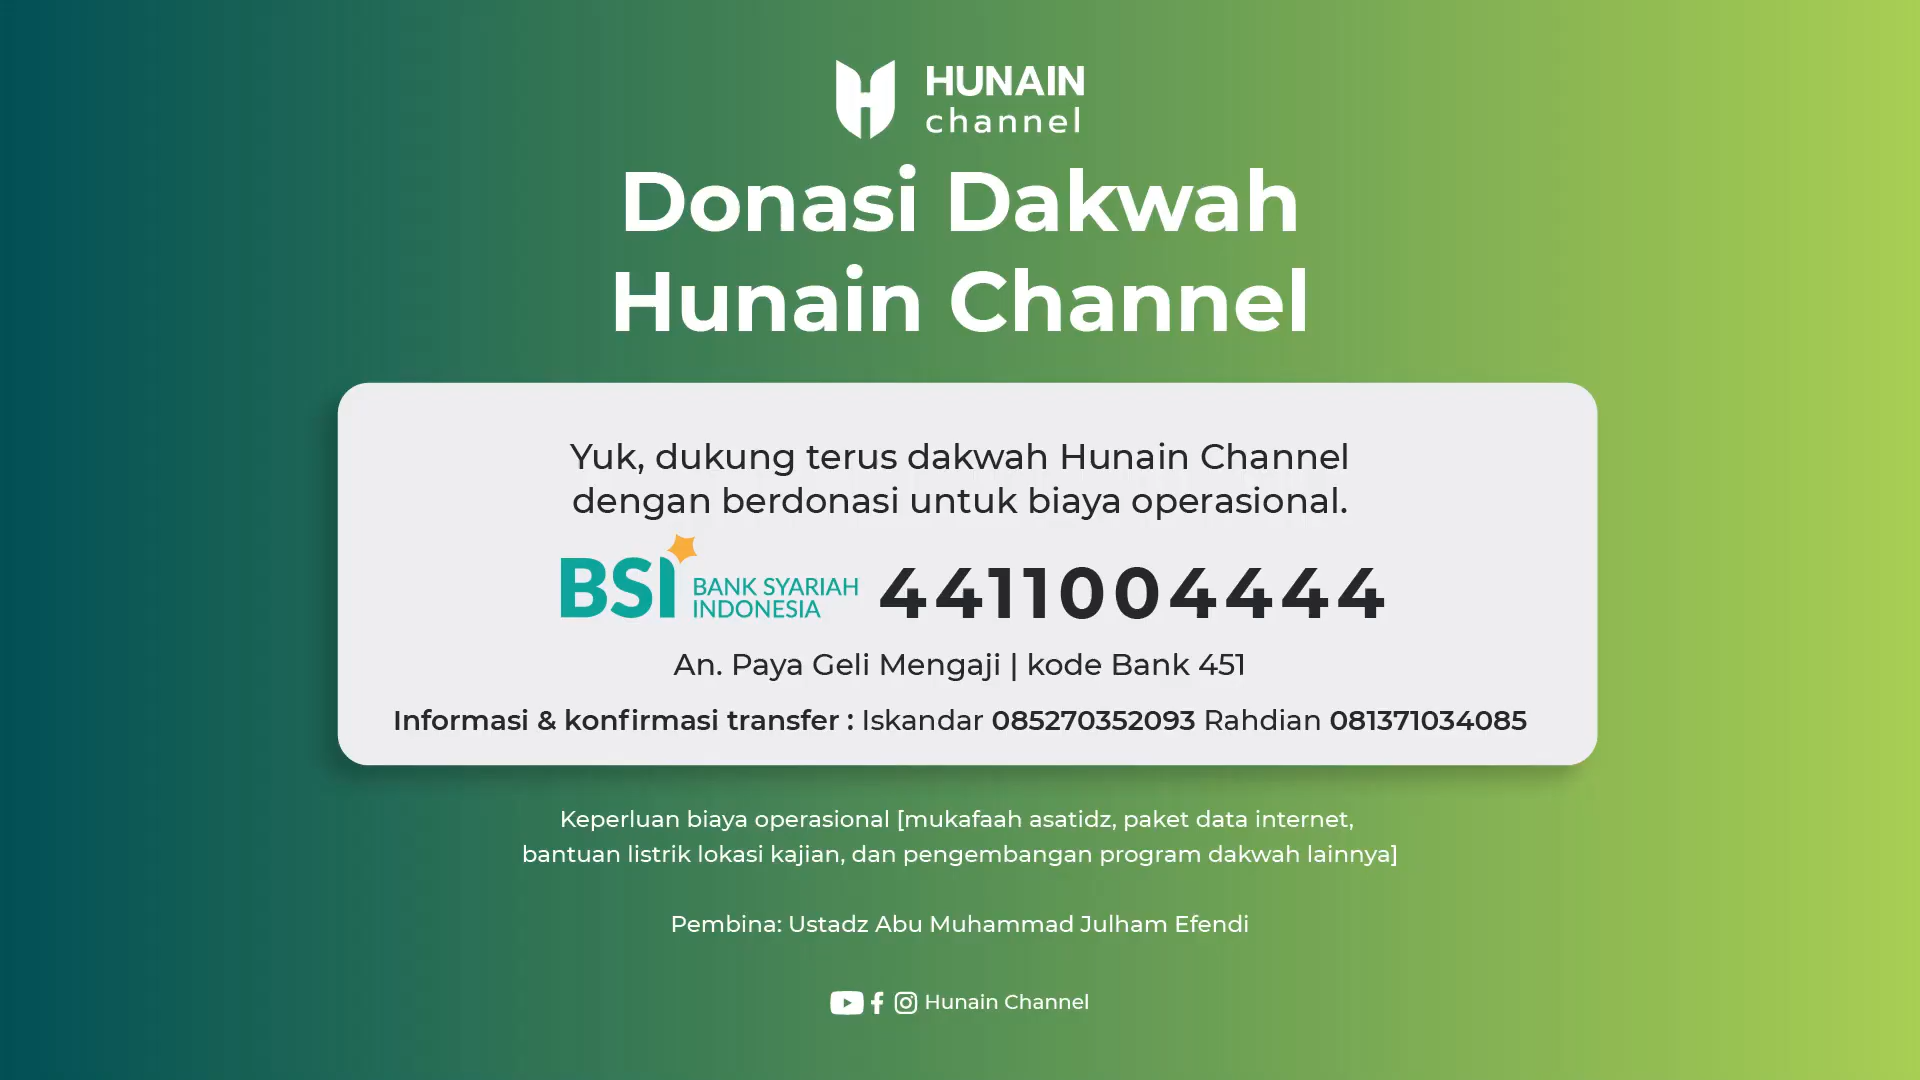 HUNAIN
channel
Donasi Dakwah
Hunain Channel
Yuk, dukung terus dakwah Hunain Channel
dengan berdonasi untuk biaya operasional.
BSI BANK SYARIAH INDONESIA 4411004444
An. Paya Geli Mengaji | kode Bank 451
Informasi & konfirmasi transfer : Iskandar 085270352093 Rahdian 081371034085
Keperluan biaya operasional [mukafaah asatidz, paket data internet,
bantuan listrik lokasi kajian, dan pengembangan program dakwah lainnya]
Pembina: Ustadz Abu Muhammad Julham Efendi
Hunain Channel